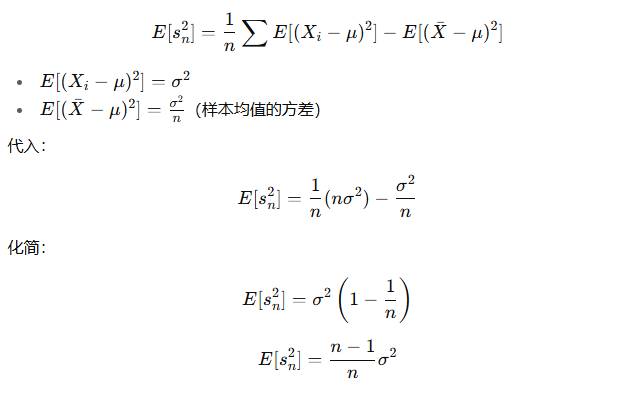 $E[s_n^2] = \frac{1}{n} \sum E[(X_i - \mu)^2] - E[(\bar{X} - \mu)^2]$
• $E[(X_i - \mu)^2] = \sigma^2$
• $E[(\bar{X} - \mu)^2] = \frac{\sigma^2}{n}$（样本均值的方差）
代入：
$E[s_n^2] = \frac{1}{n}(n\sigma^2) - \frac{\sigma^2}{n}$
化简：
$E[s_n^2] = \sigma^2 \left(1 - \frac{1}{n}\right)$
$E[s_n^2] = \frac{n-1}{n}\sigma^2$